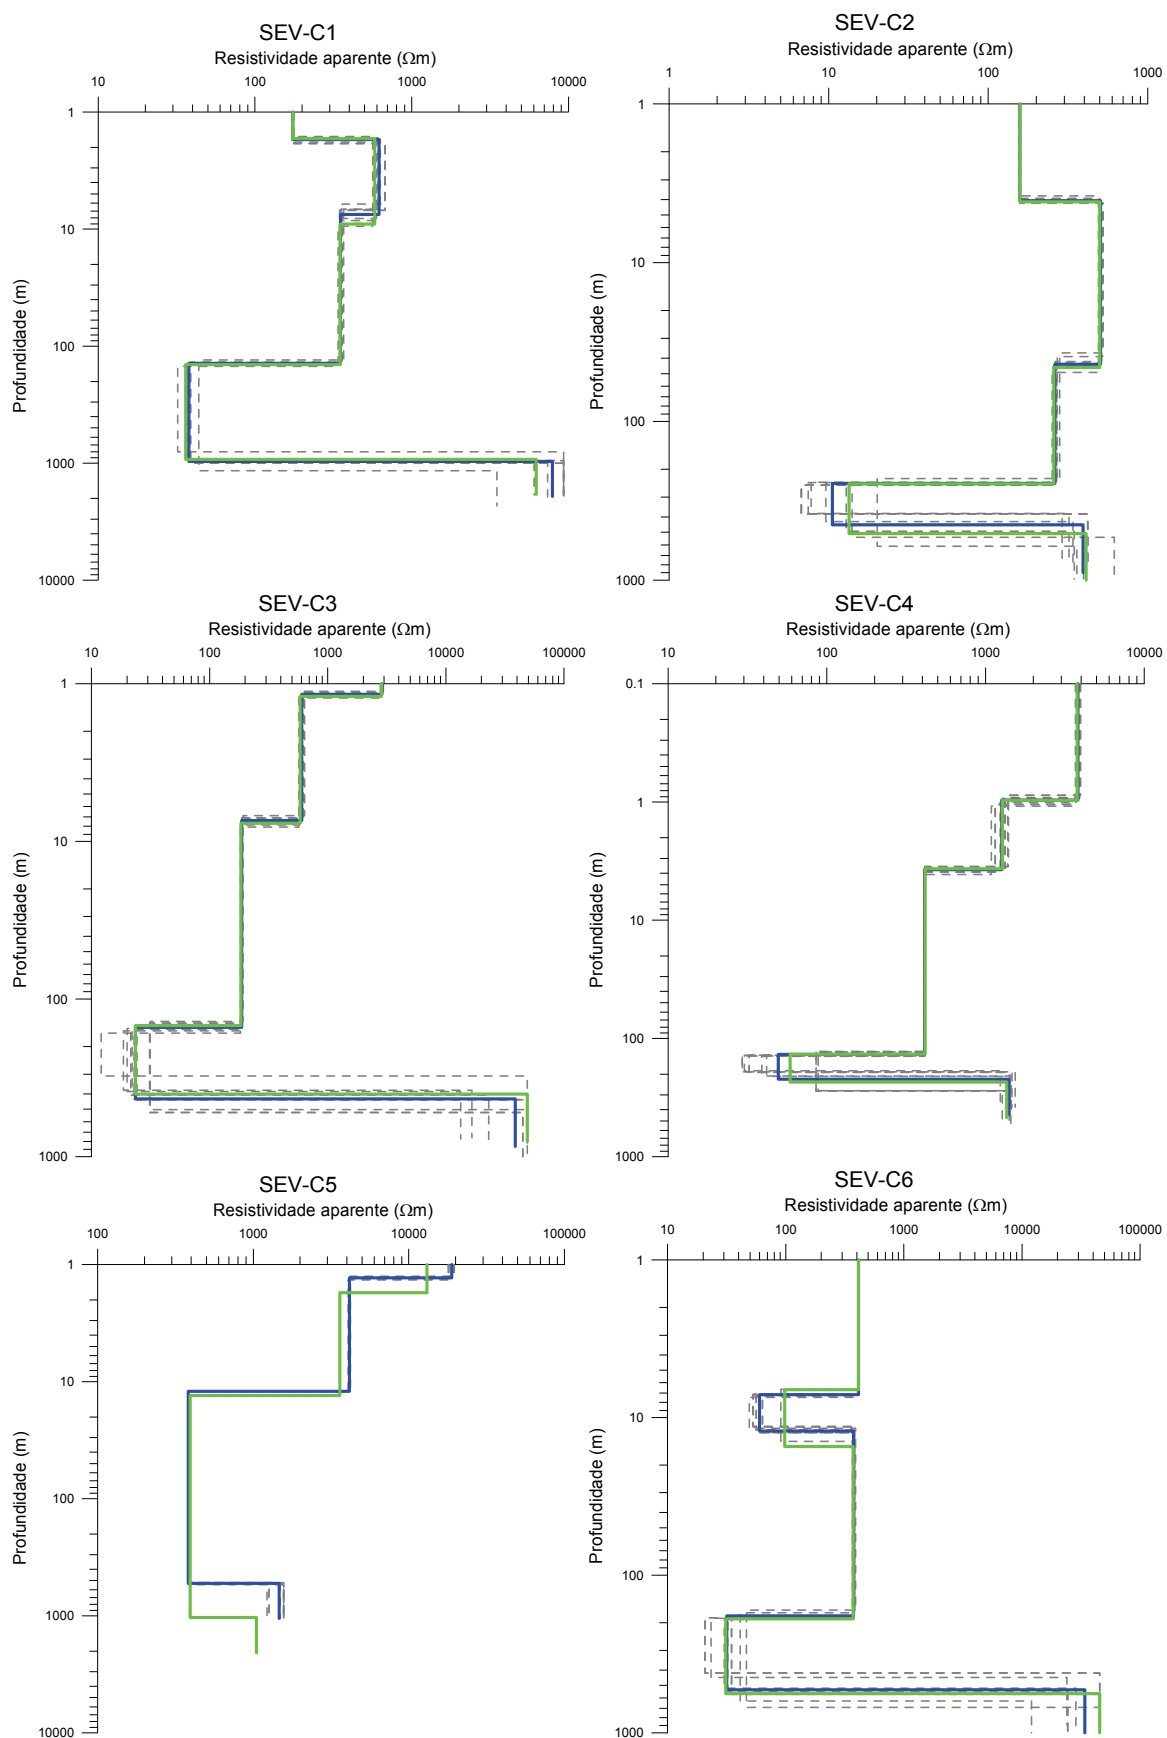 SEV-C1
Resistividade aparente (Ωm)
10 100 1000 10000
1
10
100
1000
10000
Profundidade (m)
SEV-C2
Resistividade aparente (Ωm)
1 10 100 1000
1
10
100
1000
Profundidade (m)
SEV-C3
Resistividade aparente (Ωm)
10 100 1000 10000 100000
1
10
100
1000
Profundidade (m)
SEV-C4
Resistividade aparente (Ωm)
10 100 1000 10000
0.1
1
10
100
1000
Profundidade (m)
SEV-C5
Resistividade aparente (Ωm)
100 1000 10000 100000
1
10
100
1000
10000
Profundidade (m)
SEV-C6
Resistividade aparente (Ωm)
10 100 1000 10000 100000
1
10
100
1000
Profundidade (m)